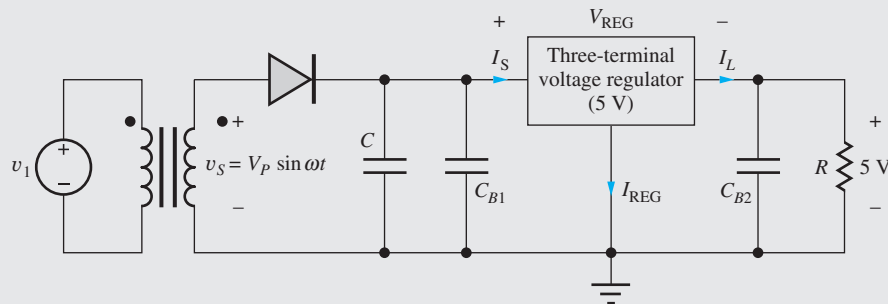 + V_REG −
I_S
Three-terminal
voltage regulator
(5 V)
I_L
v_1
+
−
+
v_S = V_P sin ωt
−
C
C_B1
I_REG
C_B2
R
+
5 V
−